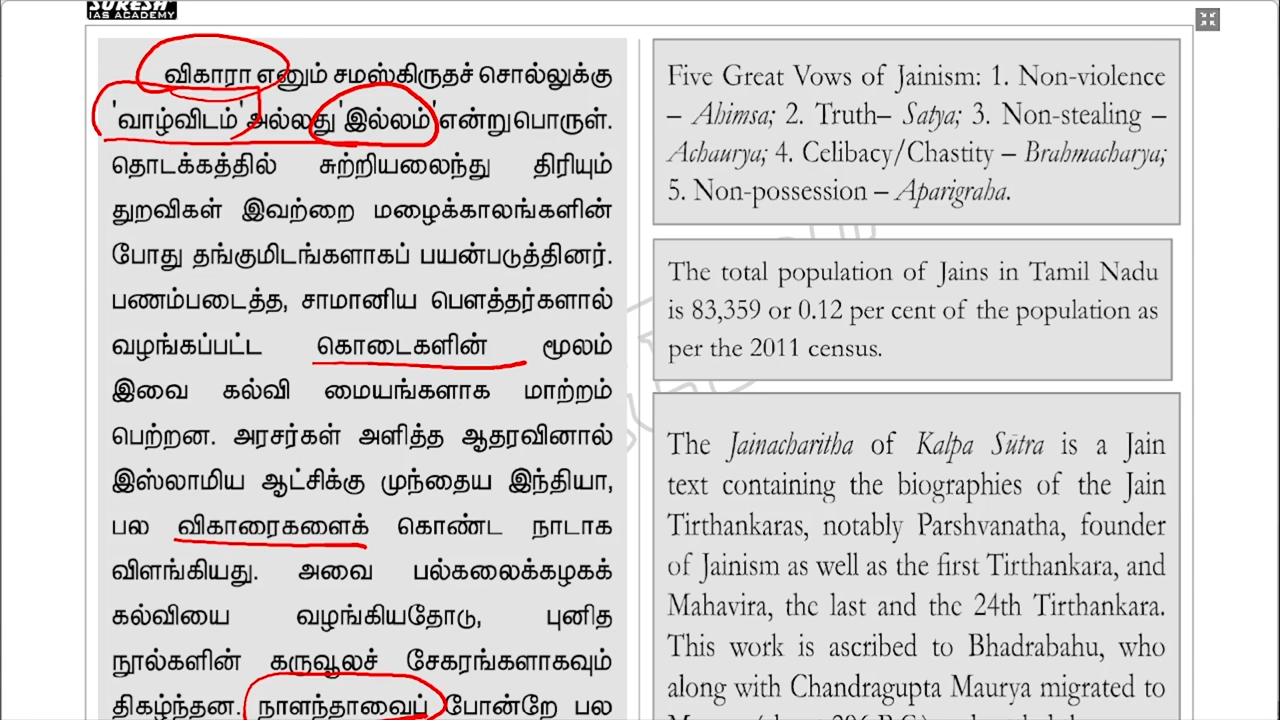 SURESH
IAS ACADEMY
விகாரா எனும் சமஸ்கிருதச் சொல்லுக்கு
'வாழ்விடம்' அல்லது 'இல்லம்' என்று பொருள்.
தொடக்கத்தில் சுற்றியலைந்து திரியும்
துறவிகள் இவற்றை மழைக்காலங்களின்
போது தங்குமிடங்களாகப் பயன்படுத்தினர்.
பணம்படைத்த, சாமானிய பௌத்தர்களால்
வழங்கப்பட்ட கொடைகளின் மூலம்
இவை கல்வி மையங்களாக மாற்றம்
பெற்றன. அரசர்கள் அளித்த ஆதரவினால்
இஸ்லாமிய ஆட்சிக்கு முந்தைய இந்தியா,
பல விகாரைகளைக் கொண்ட நாடாக
விளங்கியது. அவை பல்கலைக்கழகக்
கல்வியை வழங்கியதோடு, புனித
நூல்களின் கருவூலச் சேகரங்களாகவும்
திகழ்ந்தன. நாளந்தாவைப் போன்றே பல
Five Great Vows of Jainism: 1. Non-violence
– Ahimsa; 2. Truth– Satya; 3. Non-stealing –
Achaurya; 4. Celibacy/Chastity – Brahmacharya;
5. Non-possession – Aparigraha.
The total population of Jains in Tamil Nadu
is 83,359 or 0.12 per cent of the population as
per the 2011 census.
The Jainacharitha of Kalpa Sūtra is a Jain
text containing the biographies of the Jain
Tirthankaras, notably Parshvanatha, founder
of Jainism as well as the first Tirthankara, and
Mahavira, the last and the 24th Tirthankara.
This work is ascribed to Bhadrabahu, who
along with Chandragupta Maurya migrated to